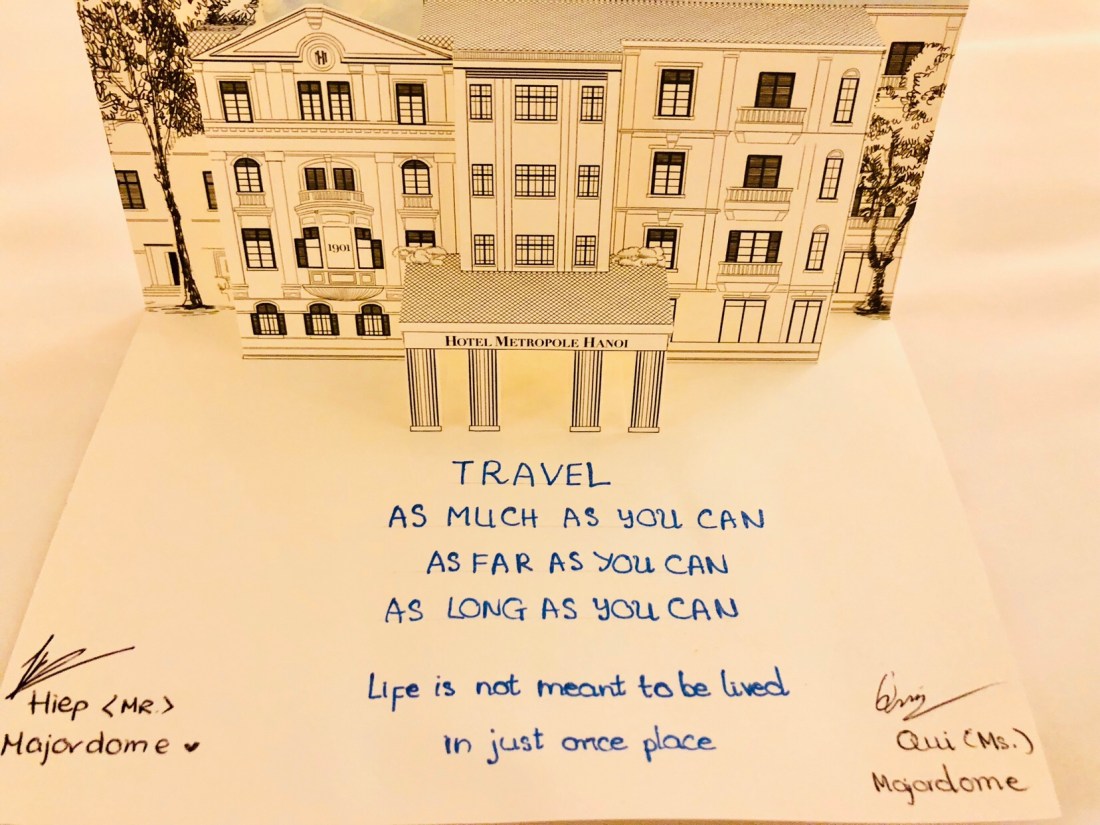 H
1901
HOTEL METROPOLE HANOI
TRAVEL
AS MUCH AS YOU CAN
AS FAR AS YOU CAN
AS LONG AS YOU CAN
Life is not meant to be lived
in just once place
Hiep <MR.>
Majordome
Qui (Ms.)
Majordome